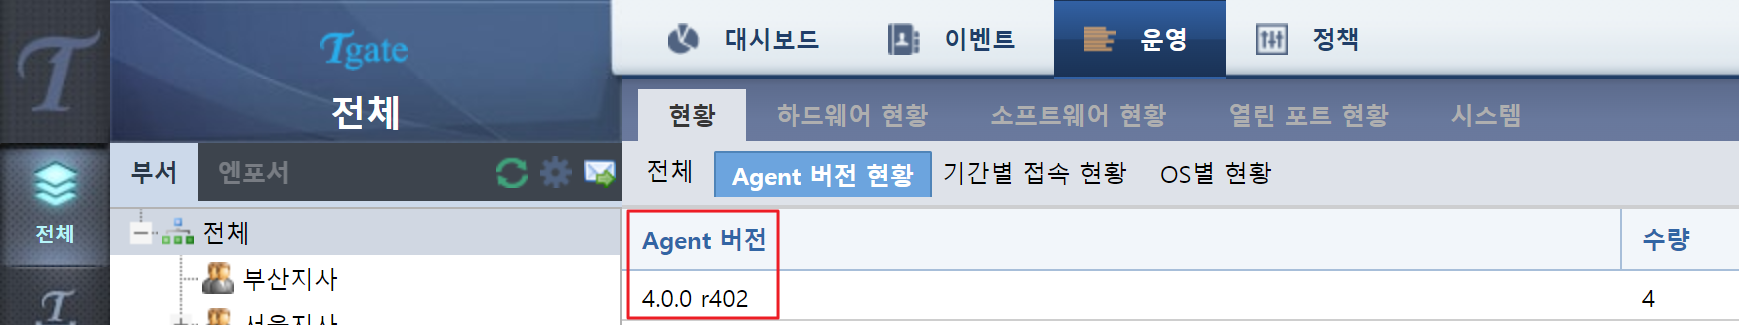 Tgate
전체
대시보드 이벤트 운영 정책
현황 하드웨어 현황 소프트웨어 현황 열린 포트 현황 시스템
부서 엔포서
전체 Agent 버전 현황 기간별 접속 현황 OS별 현황
전체
전체
부산지사
서울지사
Agent 버전 수량
4.0.0 r402 4